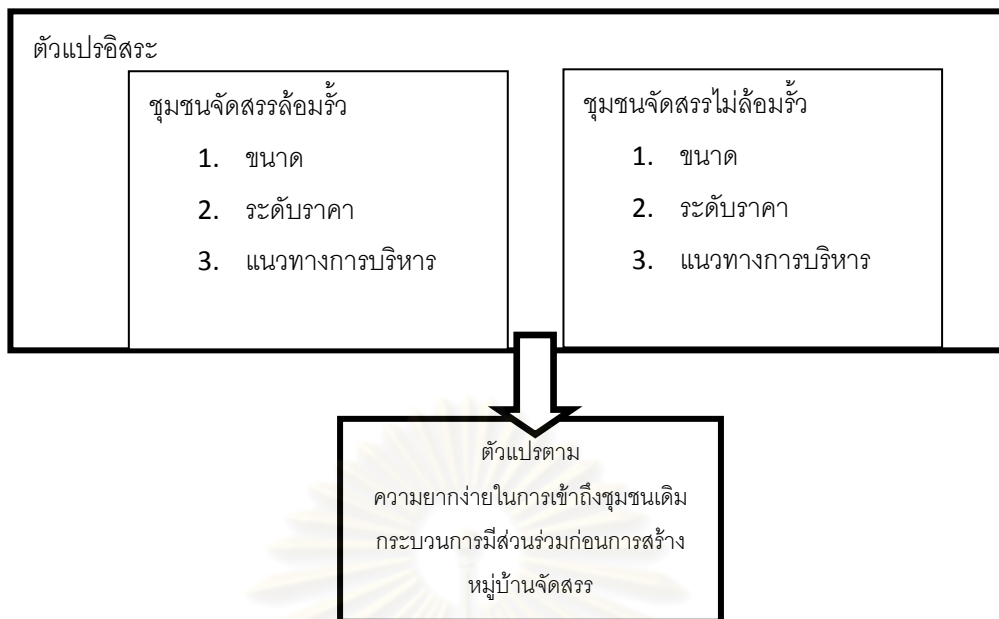 ตัวแปรอิสระ
ชุมชนจัดสรรล้อมรั้ว
1. ขนาด
2. ระดับราคา
3. แนวทางการบริหาร
ชุมชนจัดสรรไม่ล้อมรั้ว
1. ขนาด
2. ระดับราคา
3. แนวทางการบริหาร
ตัวแปรตาม
ความยากง่ายในการเข้าถึงชุมชนเดิม
กระบวนการมีส่วนร่วมก่อนการสร้าง
หมู่บ้านจัดสรร